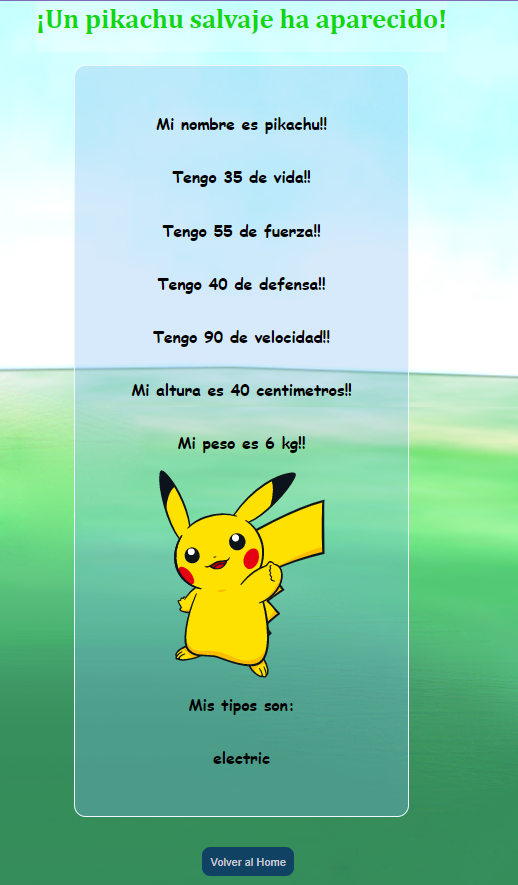 ¡Un pikachu salvaje ha aparecido!
Mi nombre es pikachu!!
Tengo 35 de vida!!
Tengo 55 de fuerza!!
Tengo 40 de defensa!!
Tengo 90 de velocidad!!
Mi altura es 40 centimetros!!
Mi peso es 6 kg!!
Mis tipos son:
electric
Volver al Home